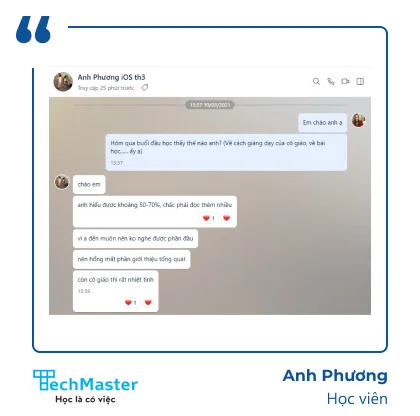 Anh Phương iOS th3
Truy cập 25 phút trước
15:57 10/03/2021
Em chào anh ạ
Hôm qua buổi đầu học thấy thế nào anh? (Về cách giảng dạy của cô giáo, về bài
học,.... ấy ạ)
15:57
chào em
anh hiểu được khoảng 50-70%, chắc phải đọc thêm nhiều
1
vì a đến muộn nên ko nghe được phần đầu
nên hổng mất phần giới thiệu tổng quát
còn cô giáo thì rất nhiệt tình
15:59
1
TechMaster
Học là có việc
Anh Phương
Học viên